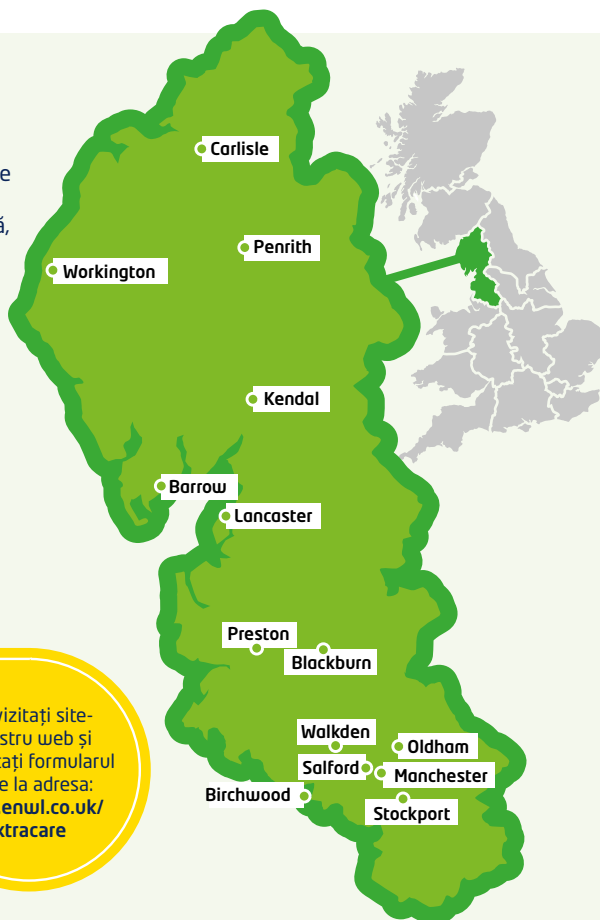 e
ă,
Carlisle
Penrith
Workington
Kendal
Barrow
Lancaster
Preston
Blackburn
Walkden
Oldham
Salford
Manchester
Birchwood
Stockport
vizitați site-
stru web și
tați formularul
e la adresa:
.enwl.co.uk/
xtracare